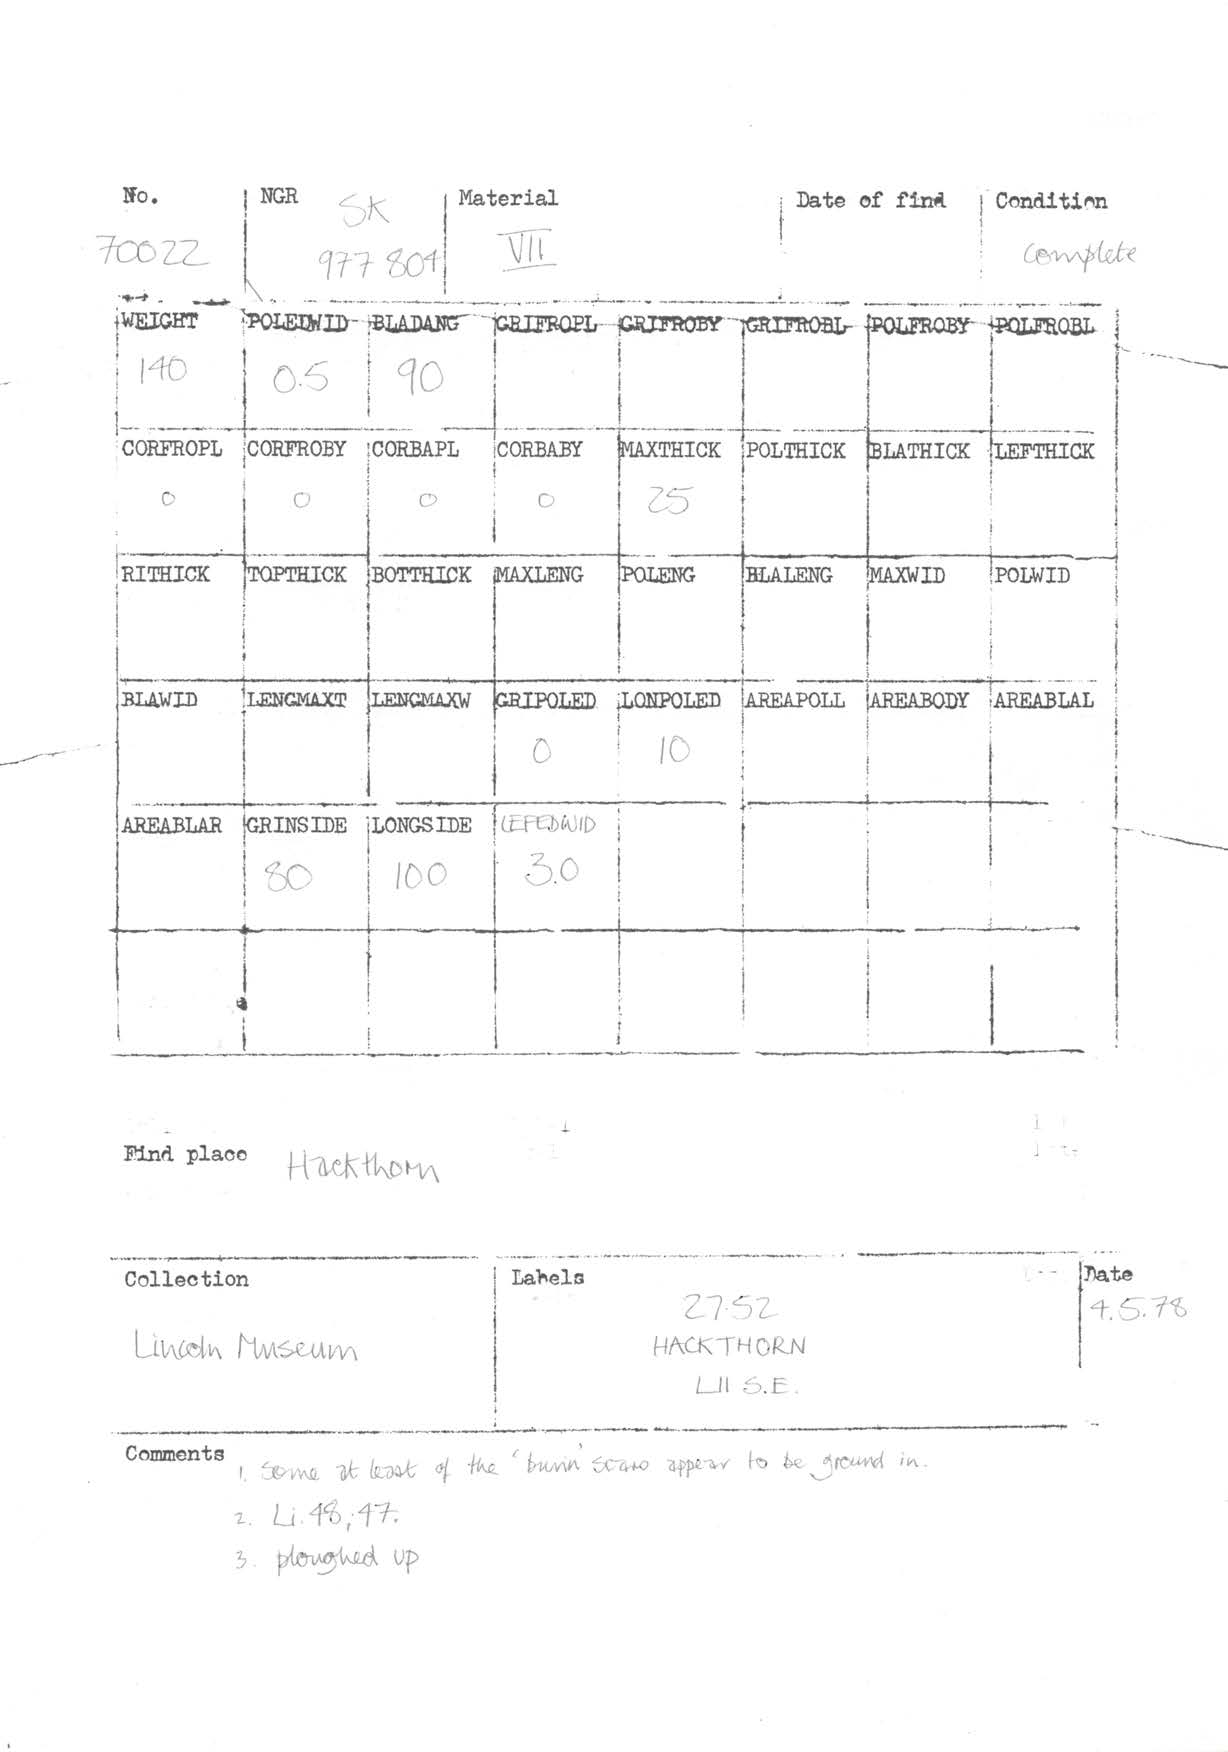 No. NGR Material Date of find Condition
70022 SK 977 804 VII complete
WEIGHT POLEDWID BLADANG GRIFROPL GRIFROBY GRIFROBL POLFROBY POLFROBL
140 0.5 90
CORFROPL CORFROBY CORBAPL CORBABY MAXTHICK POLTHICK BLATHICK LEFTHICK
0 0 0 0 25
RITHICK TOPTHICK BOTTHICK MAXLENG POLENG BLALENG MAXWID POLWID
BLAWID LENGMAXT LENGMAXW GRIPOLED LONPOLED AREAPOLL AREABODY AREABLAL
0 10
AREABLAR GRINSIDE LONGSIDE LEFEDWID
80 100 3.0
Find place Hackthorn
Collection Labels Date
Lincoln Museum 27.52 4.5.78
HACKTHORN
LII S.E.
Comments 1. Some at least of the 'burin' scars appear to be ground in.
2. Li.48;47.
3. ploughed up